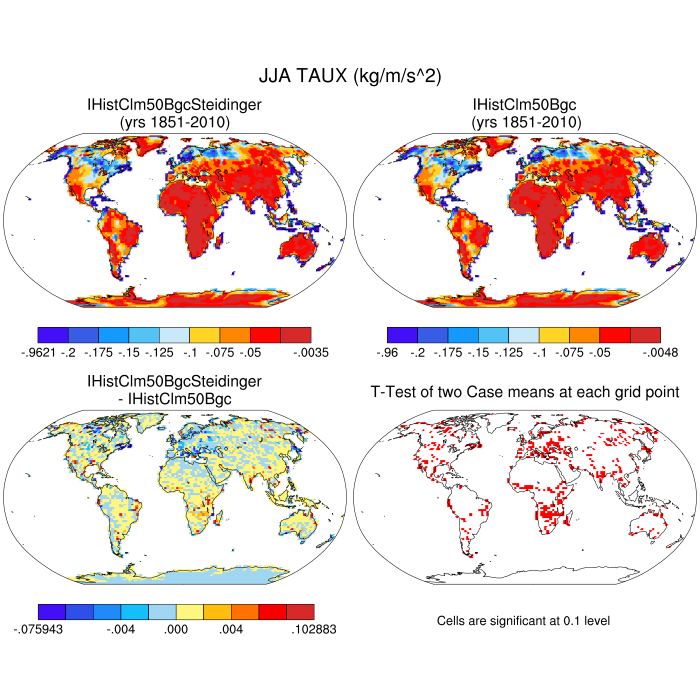 JJA TAUX (kg/m/s^2)
IHistClm50BgcSteidinger
(yrs 1851-2010)
IHistClm50Bgc
(yrs 1851-2010)
-.9621 -.2 -.175 -.15 -.125 -.1 -.075 -.05 -.0035
-.96 -.2 -.175 -.15 -.125 -.1 -.075 -.05 -.0048
IHistClm50BgcSteidinger
- IHistClm50Bgc
T-Test of two Case means at each grid point
-.075943 -.004 .000 .004 .102883
Cells are significant at 0.1 level